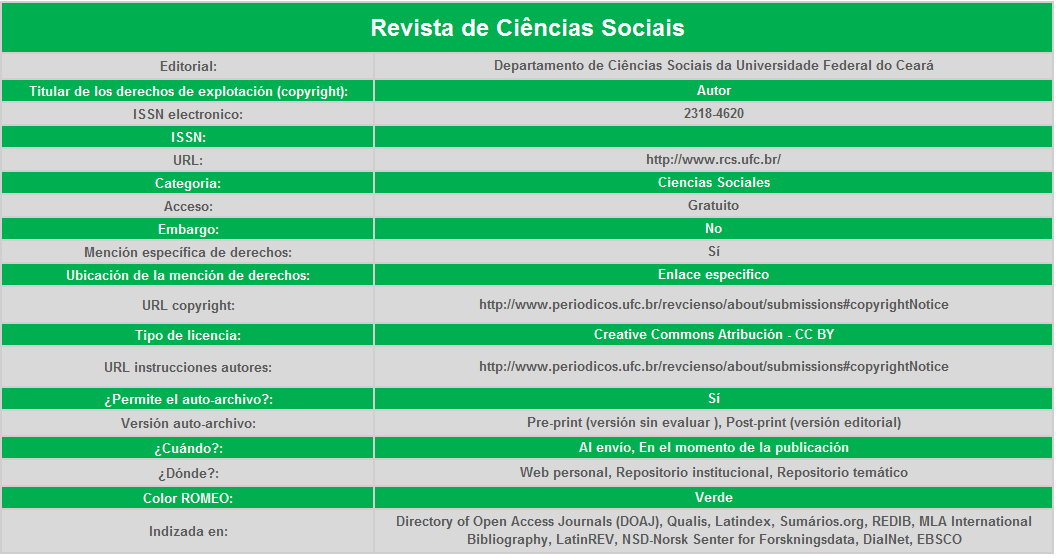 Revista de Ciências Sociais
Editorial: Departamento de Ciências Sociais da Universidade Federal do Ceará
Titular de los derechos de explotación (copyright): Autor
ISSN electronico: 2318-4620
ISSN:
URL: http://www.rcs.ufc.br/
Categoria: Ciencias Sociales
Acceso: Gratuito
Embargo: No
Mención específica de derechos: Sí
Ubicación de la mención de derechos: Enlace especifico
URL copyright: http://www.periodicos.ufc.br/revcienso/about/submissions#copyrightNotice
Tipo de licencia: Creative Commons Atribución - CC BY
URL instrucciones autores: http://www.periodicos.ufc.br/revcienso/about/submissions#copyrightNotice
¿Permite el auto-archivo?: Sí
Versión auto-archivo: Pre-print (versión sin evaluar ), Post-print (versión editorial)
¿Cuándo?: Al envío, En el momento de la publicación
¿Dónde?: Web personal, Repositorio institucional, Repositorio temático
Color ROMEO: Verde
Indizada en: Directory of Open Access Journals (DOAJ), Qualis, Latindex, Sumários.org, REDIB, MLA International
Bibliography, LatinREV, NSD-Norsk Senter for Forskningsdata, DialNet, EBSCO